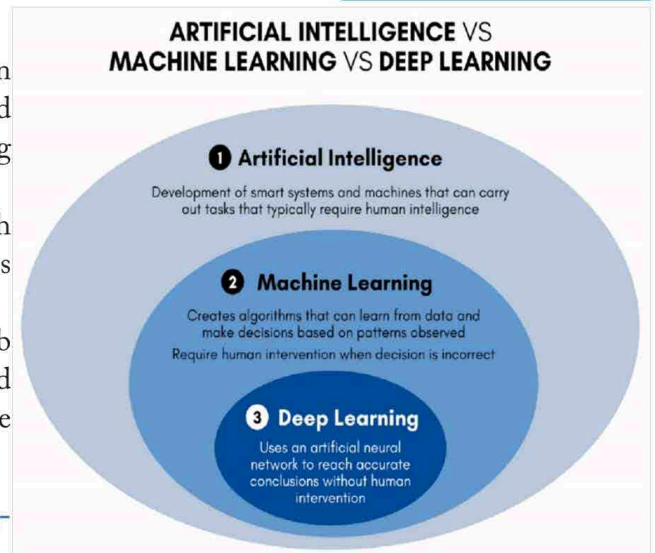 ARTIFICIAL INTELLIGENCE VS
MACHINE LEARNING VS DEEP LEARNING
1 Artificial Intelligence
Development of smart systems and machines that can carry
out tasks that typically require human intelligence
2 Machine Learning
Creates algorithms that can learn from data and
make decisions based on patterns observed
Require human intervention when decision is incorrect
3 Deep Learning
Uses an artificial neural
network to reach accurate
conclusions without human
intervention